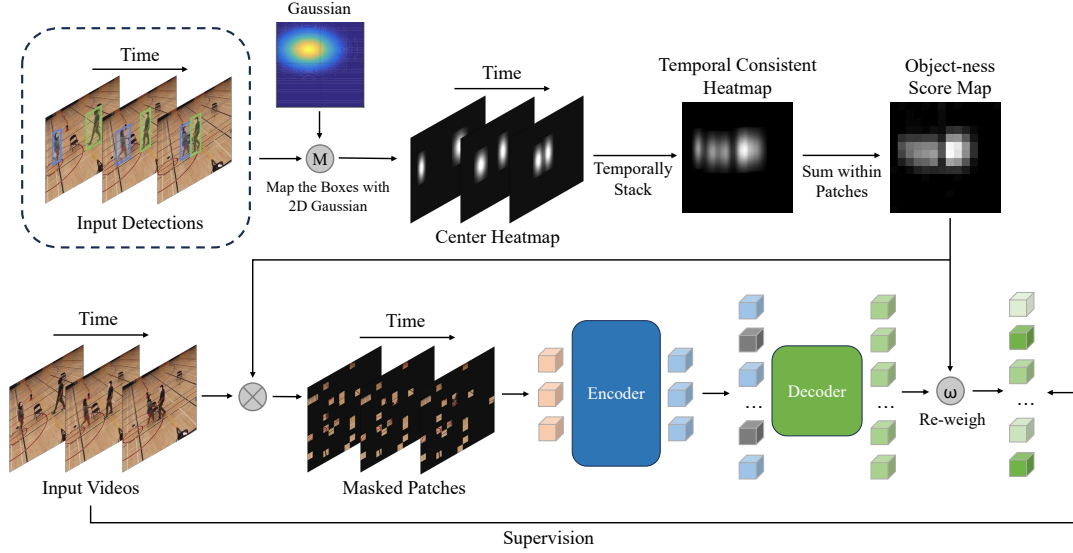 Gaussian
Time
Input Detections
M
Map the Boxes with
2D Gaussian
Time
Center Heatmap
Temporally
Stack
Temporal Consistent
Heatmap
Sum within
Patches
Object-ness
Score Map
Time
Input Videos
Time
Masked Patches
Encoder
...
Decoder
...
ω
Re-weigh
...
Supervision